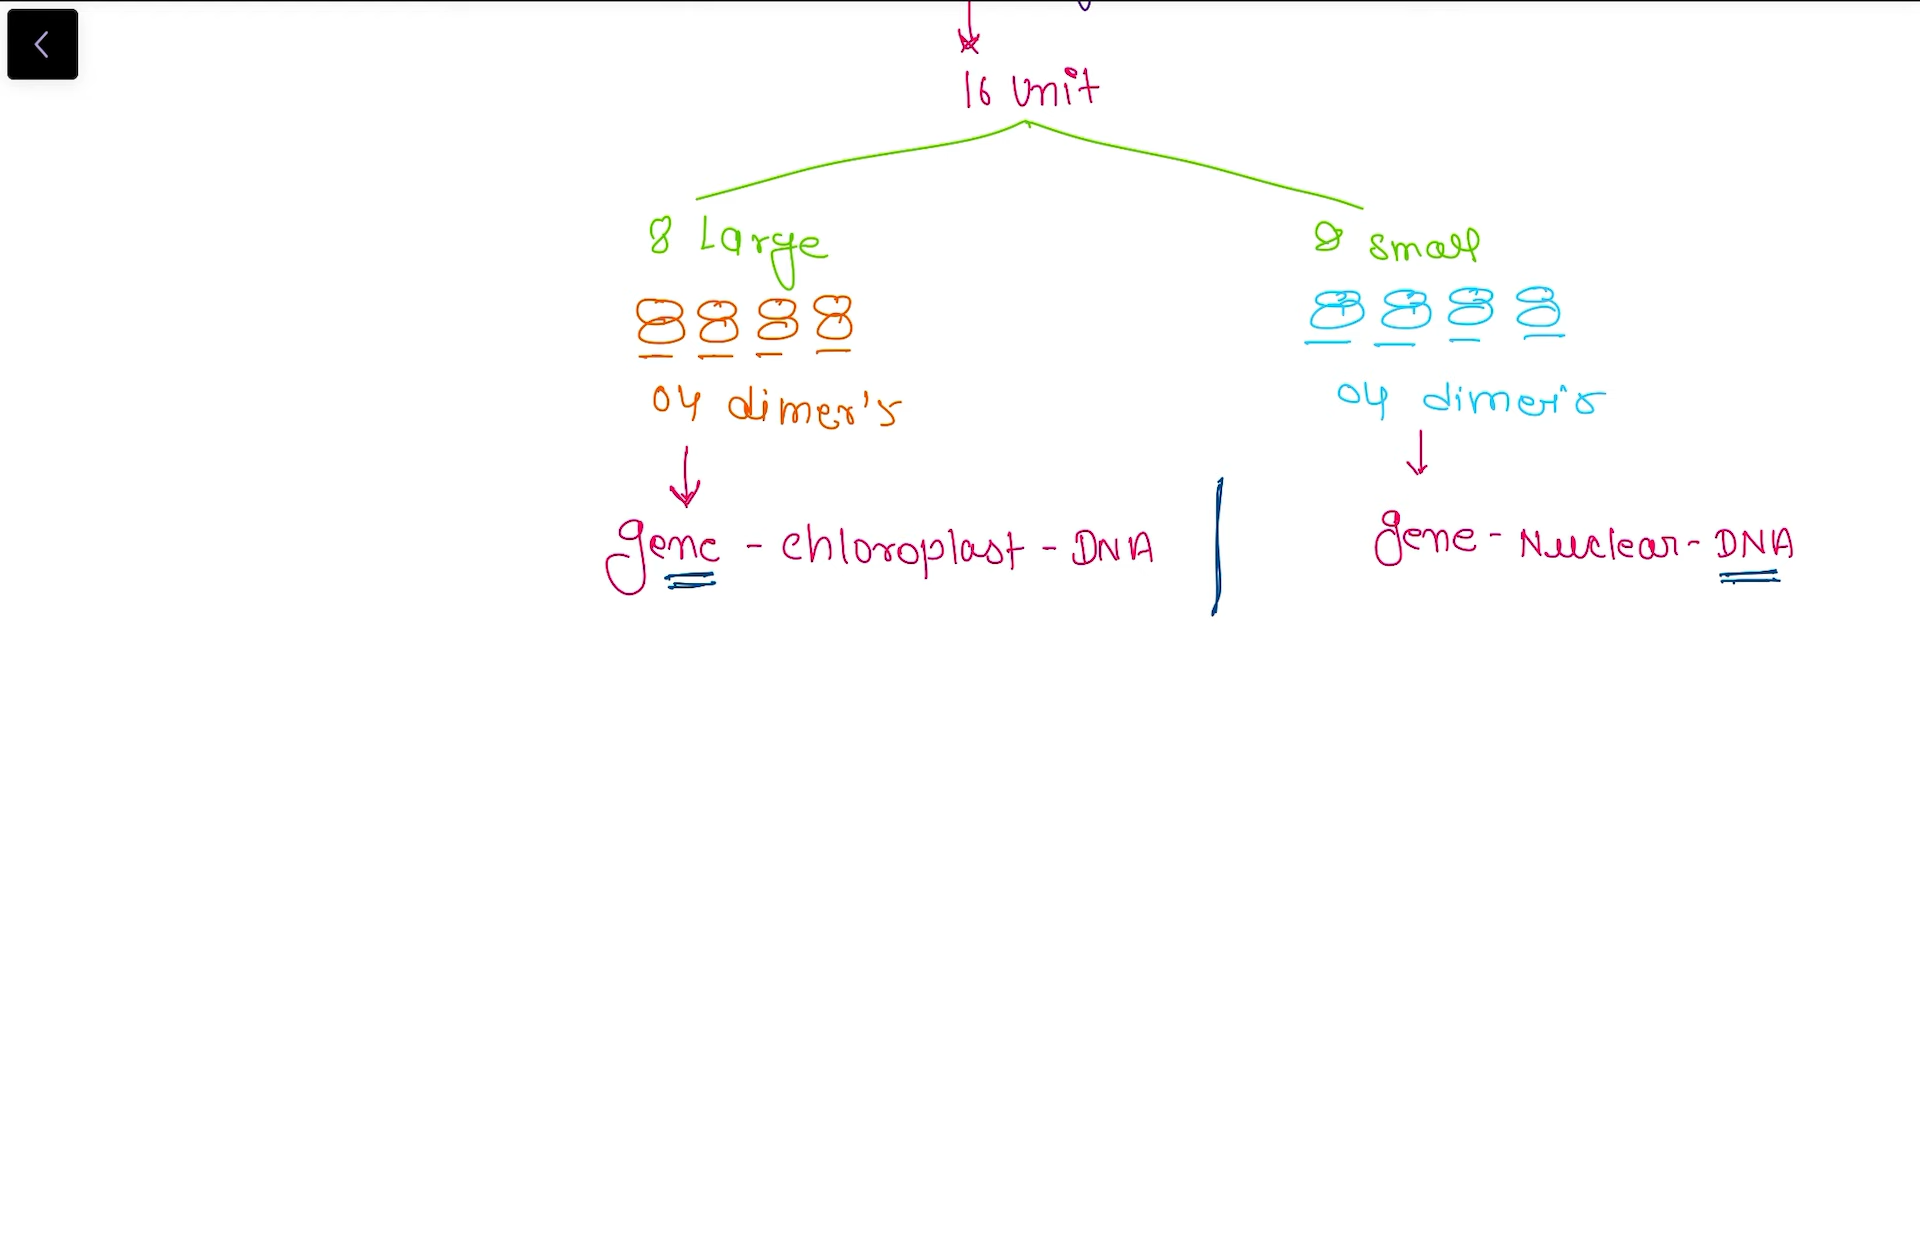 16 Unit
8 Large
8 small
8 8 8 8
8 8 8 8
04 dimer's
04 dimer's
gene - chloroplast - DNA
gene - Nuclear - DNA